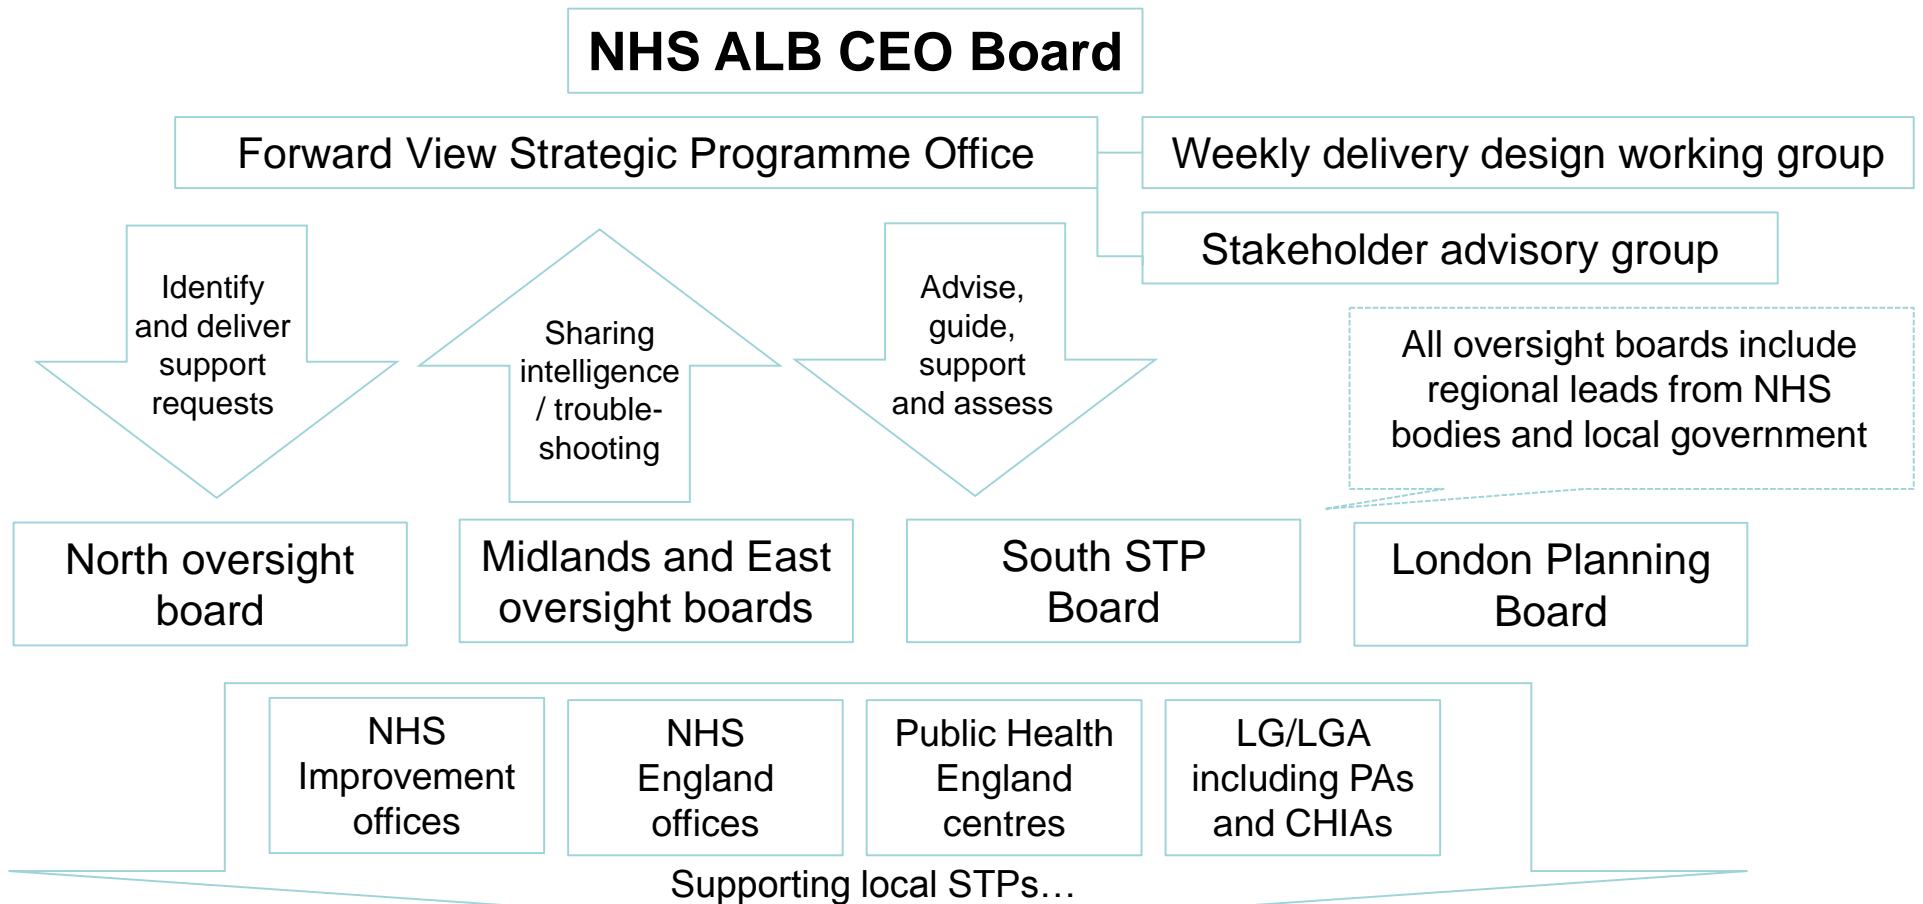 NHS ALB CEO Board
Forward View Strategic Programme Office
Weekly delivery design working group
Stakeholder advisory group
Identify
and deliver
support
requests
Sharing
intelligence
/ trouble-
shooting
Advise,
guide,
support
and assess
All oversight boards include
regional leads from NHS
bodies and local government
North oversight
board
Midlands and East
oversight boards
South STP
Board
London Planning
Board
NHS
Improvement
offices
NHS
England
offices
Public Health
England
centres
LG/LGA
including PAs
and CHIAs
Supporting local STPs…